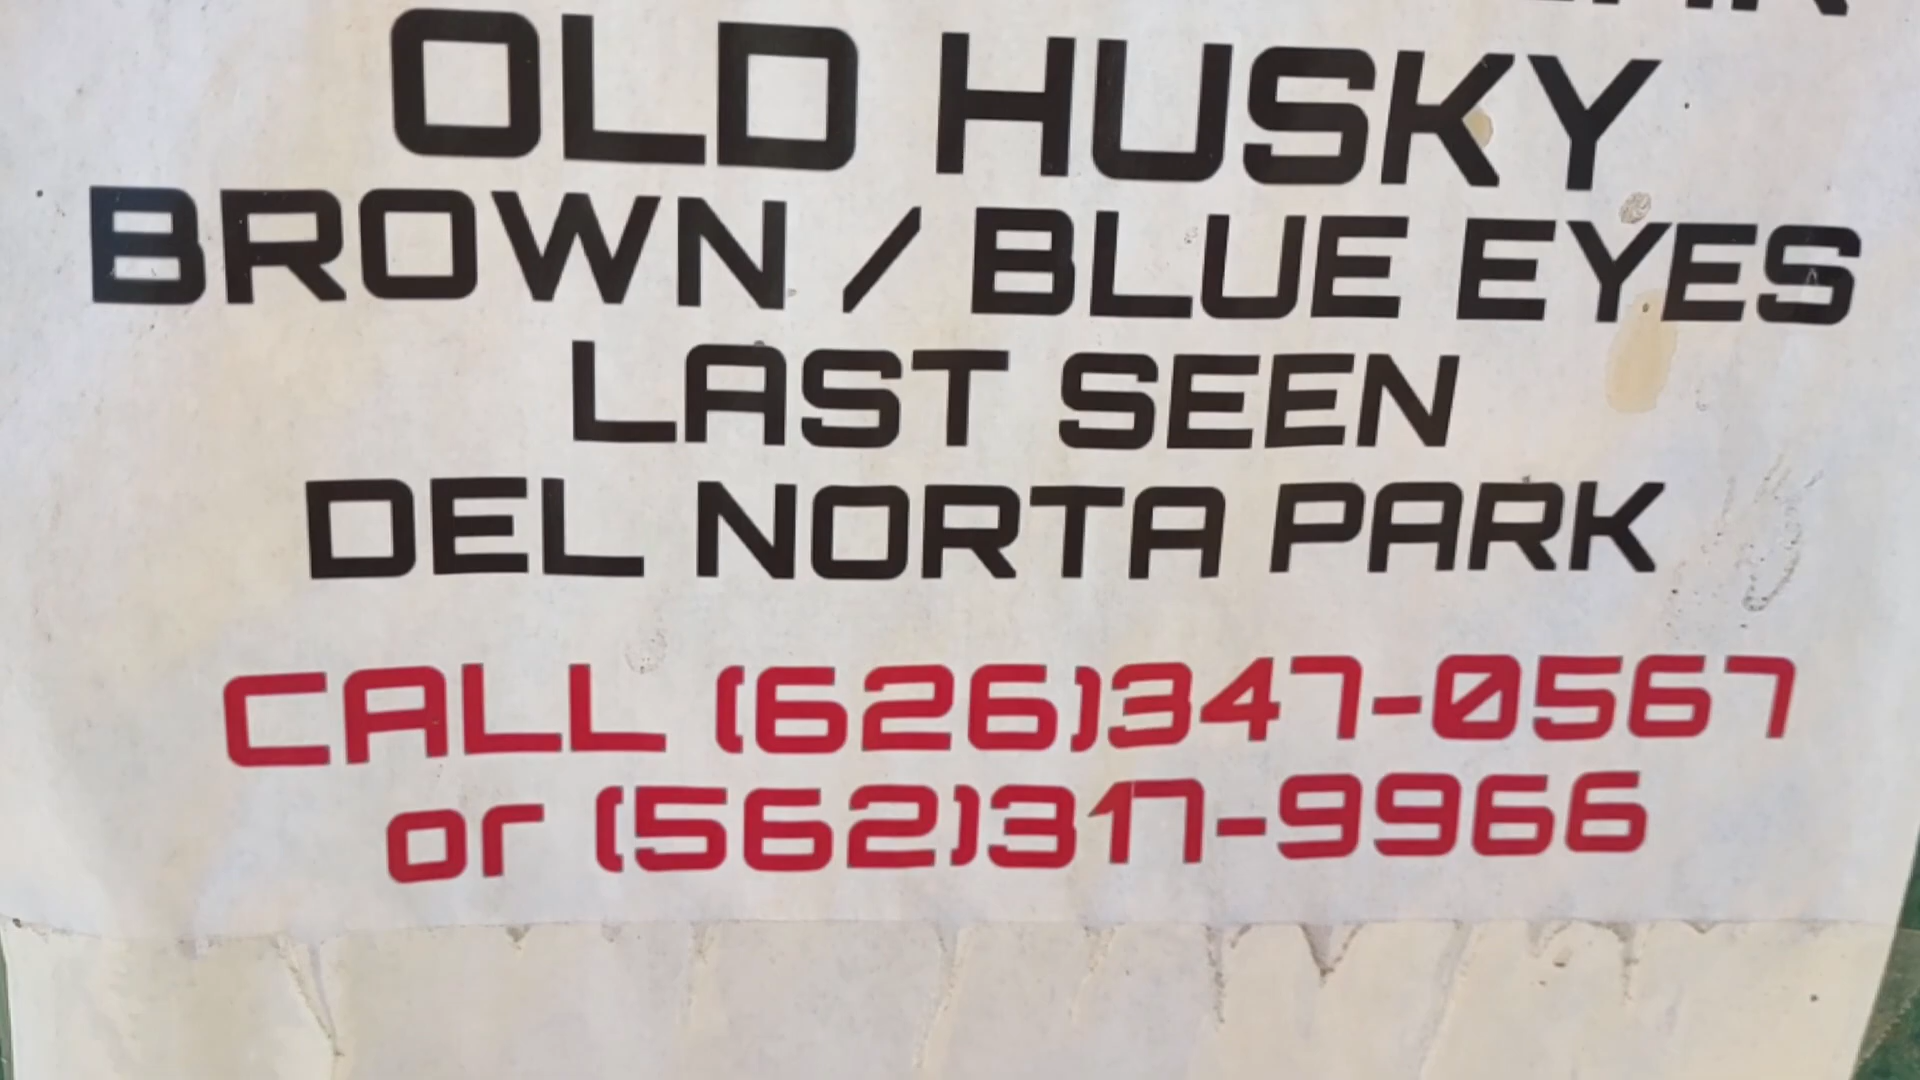 OLD HUSKY
BROWN / BLUE EYES
LAST SEEN
DEL NORTA PARK
CALL (626)347-0567
or (562)317-9966